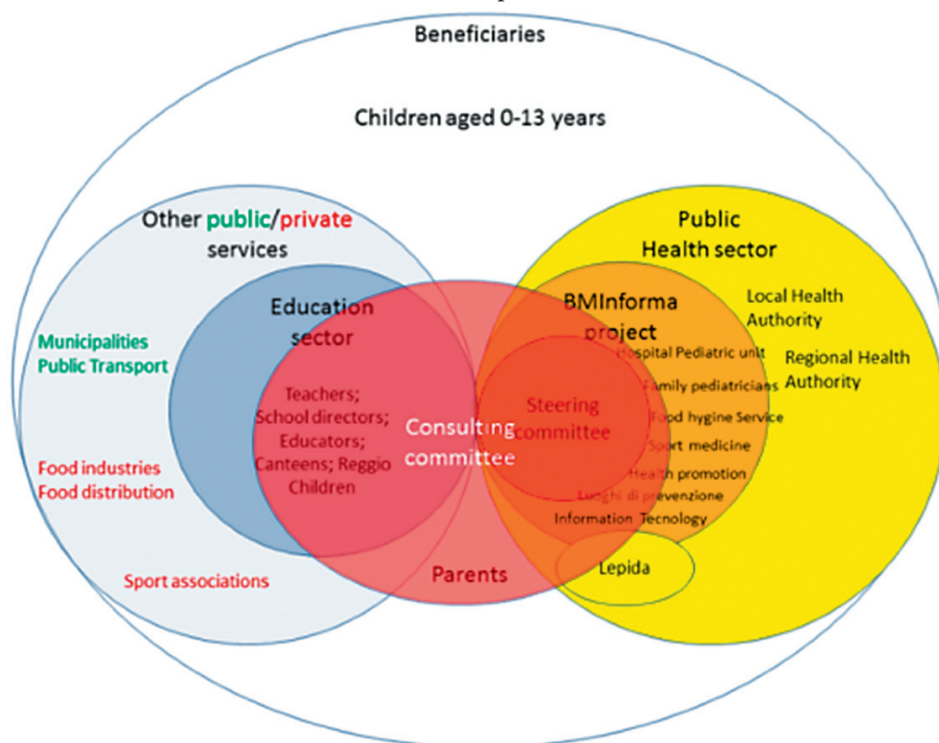 Beneficiaries
Children aged 0-13 years
Other public/private
services
Municipalities
Public Transport
Food industries
Food distribution
Sport associations
Education
sector
Teachers;
School directors;
Educators;
Canteens; Reggio
Children
Consulting
committee
Parents
Steering
committee
Public
Health sector
BMInforma
project
Hospital Pediatric unit
Family pediatricians
Food hygine Service
Sport medicine
Health promotion
Luoghi di prevenzione
Information Tecnology
Lepida
Local Health
Authority
Regional Health
Authority